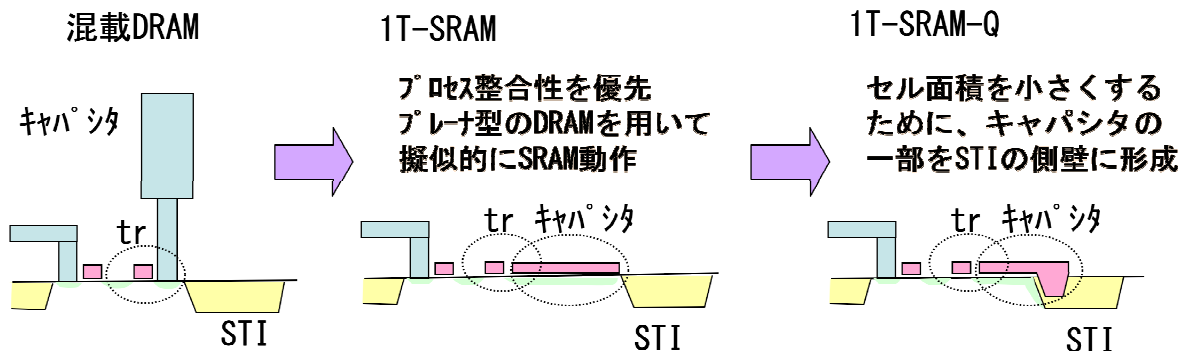 混載DRAM
キャパシタ
tr
STI
1T-SRAM
プロセス整合性を優先
プレーナ型のDRAMを用いて
擬似的にSRAM動作
tr
キャパシタ
STI
1T-SRAM-Q
セル面積を小さくする
ために、キャパシタの
一部をSTIの側壁に形成
tr
キャパシタ
STI